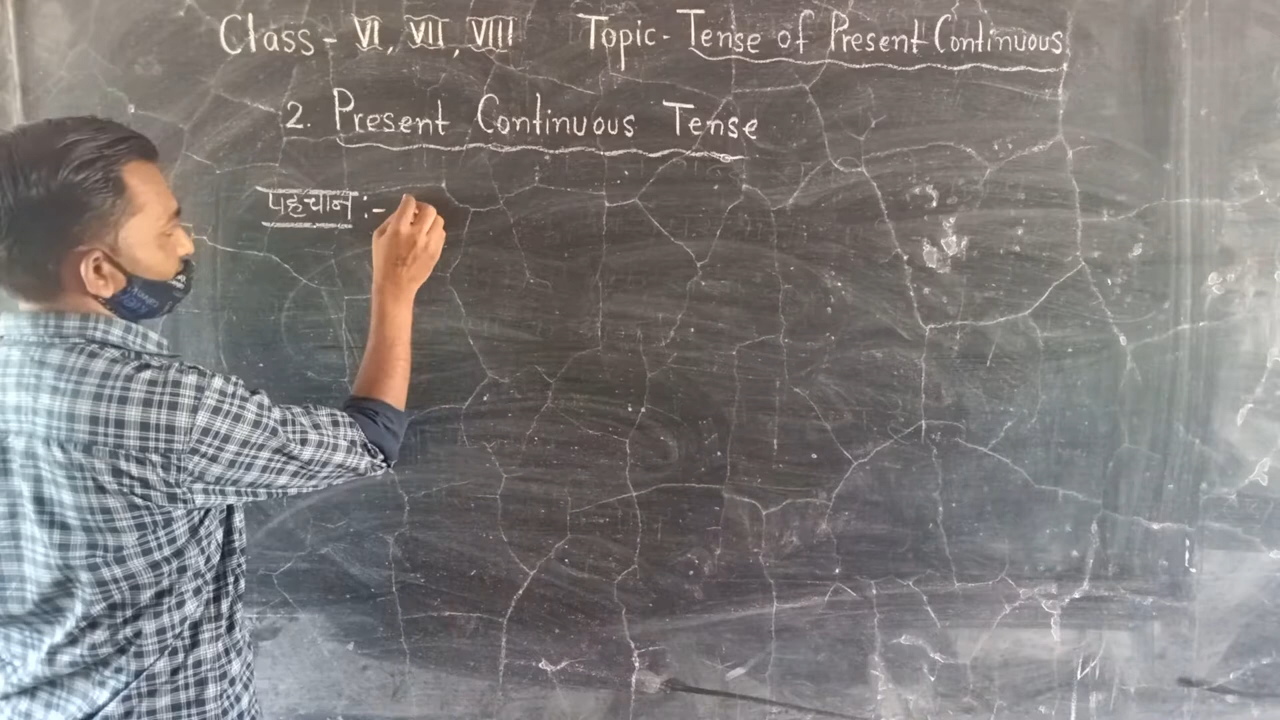 Class - VI, VII, VIII Topic - Tense of Present Continuous
2. Present Continuous Tense
पहचान :-